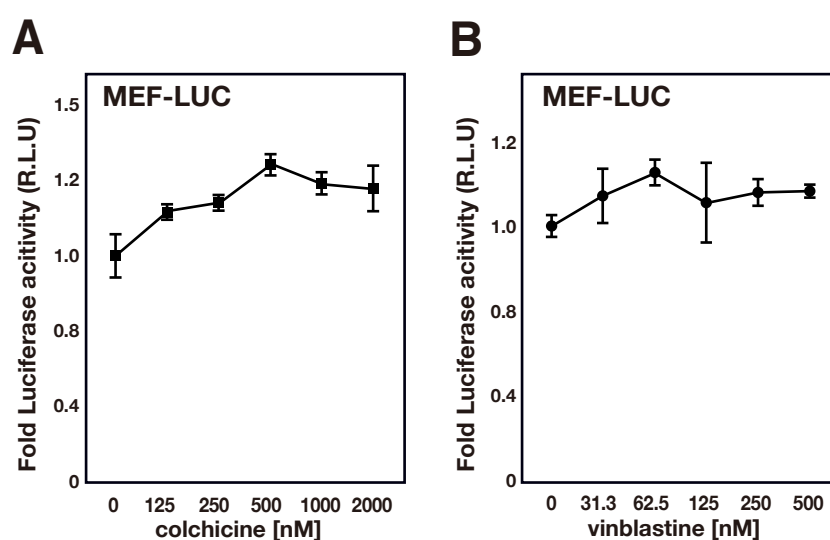 A
MEF-LUC
Fold Luciferase acitivity (R.L.U)
1.5
1.2
1.0
0.8
0.4
0
0 125 250 500 1000 2000
colchicine [nM]
B
MEF-LUC
Fold Luciferase acitivity (R.L.U)
1.2
1.0
0.8
0.4
0
0 31.3 62.5 125 250 500
vinblastine [nM]